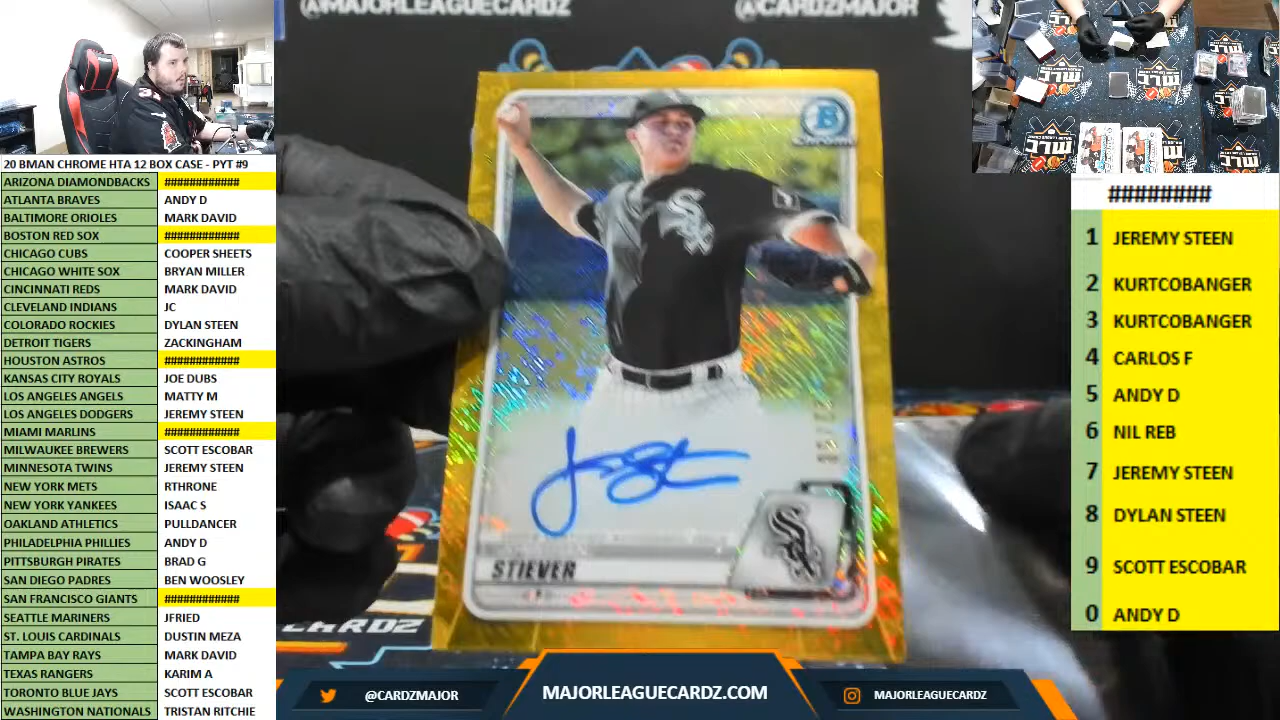 @MAJORLEAGUECARDZ
@CARDZMAJOR
20 BMAN CHROME HTA 12 BOX CASE - PYT #9
ARIZONA DIAMONDBACKS ############
ATLANTA BRAVES ANDY D
BALTIMORE ORIOLES MARK DAVID
BOSTON RED SOX ############
CHICAGO CUBS COOPER SHEETS
CHICAGO WHITE SOX BRYAN MILLER
CINCINNATI REDS MARK DAVID
CLEVELAND INDIANS JC
COLORADO ROCKIES DYLAN STEEN
DETROIT TIGERS ZACKINGHAM
HOUSTON ASTROS ############
KANSAS CITY ROYALS JOE DUBS
LOS ANGELES ANGELS MATTY M
LOS ANGELES DODGERS JEREMY STEEN
MIAMI MARLINS ############
MILWAUKEE BREWERS SCOTT ESCOBAR
MINNESOTA TWINS JEREMY STEEN
NEW YORK METS RTHRONE
NEW YORK YANKEES ISAAC S
OAKLAND ATHLETICS PULLDANCER
PHILADELPHIA PHILLIES ANDY D
PITTSBURGH PIRATES BRAD G
SAN DIEGO PADRES BEN WOOSLEY
SAN FRANCISCO GIANTS ############
SEATTLE MARINERS JFRIED
ST. LOUIS CARDINALS DUSTIN MEZA
TAMPA BAY RAYS MARK DAVID
TEXAS RANGERS KARIM A
TORONTO BLUE JAYS SCOTT ESCOBAR
WASHINGTON NATIONALS TRISTAN RITCHIE
B
Chrome
Sox
Sox
STIEVER
CARDZ
MLC
MLC
########
1 JEREMY STEEN
2 KURTCOBANGER
3 KURTCOBANGER
4 CARLOS F
5 ANDY D
6 NIL REB
7 JEREMY STEEN
8 DYLAN STEEN
9 SCOTT ESCOBAR
0 ANDY D
@CARDZMAJOR
MAJORLEAGUECARDZ.COM
MAJORLEAGUECARDZ